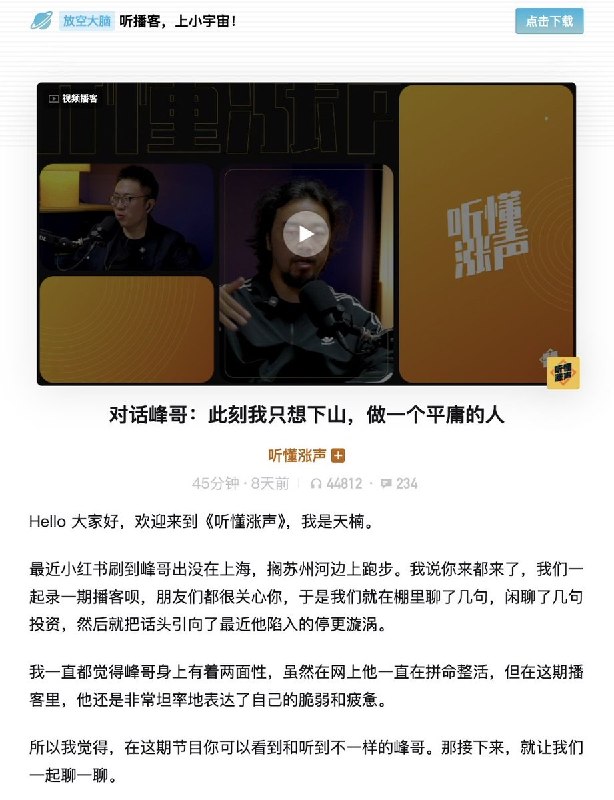 放空大脑 听播客，上小宇宙！
点击下载
视频播客
听懂涨声
听懂
涨声
对话峰哥：此刻我只想下山，做一个平庸的人
听懂涨声
45分钟 · 8天前 44812 · 234
Hello 大家好，欢迎来到《听懂涨声》，我是天楠。
最近小红书刷到峰哥出没在上海，搁苏州河边上跑步。我说你来都来了，我们一
起录一期播客呗，朋友们都很关心你，于是我们就在棚里聊了几句，闲聊了几句
投资，然后就把话头引向了最近他陷入的停更漩涡。
我一直都觉得峰哥身上有着两面性，虽然在网上他一直在拼命整活，但在这期播
客里，他还是非常坦率地表达了自己的脆弱和疲惫。
所以我觉得，在这期节目你可以看到和听到不一样的峰哥。那接下来，就让我们
一起聊一聊。